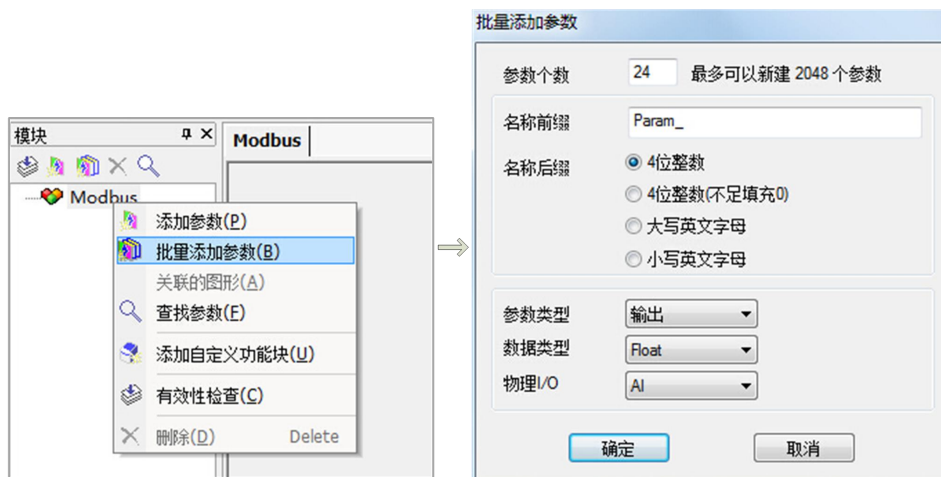 模块
Modbus
Modbus
添加参数(P)
批量添加参数(B)
关联的图形(A)
查找参数(F)
添加自定义功能块(U)
有效性检查(C)
删除(D) Delete
批量添加参数
参数个数 24 最多可以新建 2048 个参数
名称前缀 Param_
名称后缀 4位整数
4位整数(不足填充0)
大写英文字母
小写英文字母
参数类型 输出
数据类型 Float
物理I/O AI
确定 取消